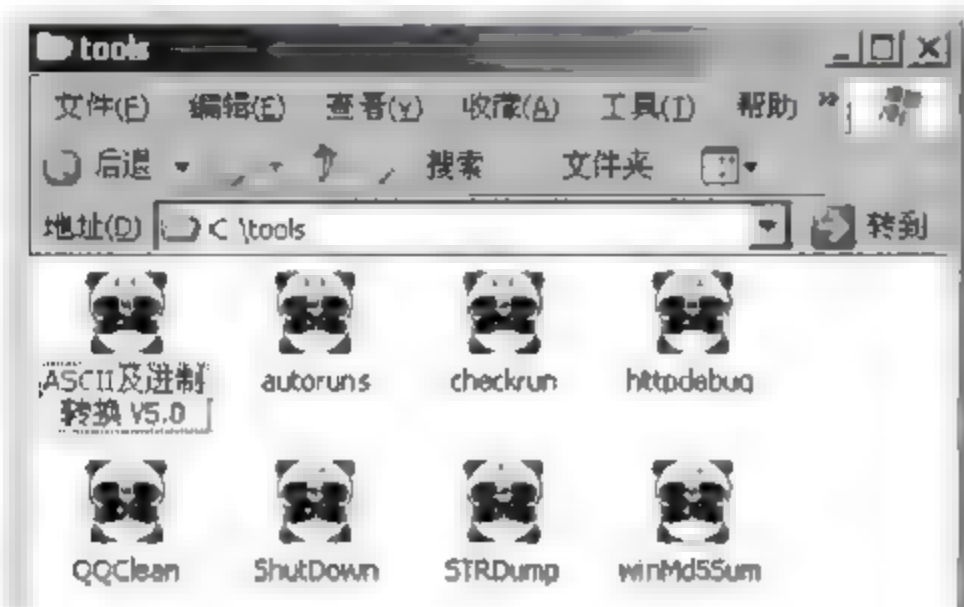 tools
文件(F) 编辑(E) 查看(V) 收藏(A) 工具(T) 帮助 »
后退 搜索 文件夹
地址(D) C \tools 转到
ASCII及进制 autoruns checkrun httpdebug
转换 V5.0
QQClean ShutDown STRDump winMd5Sum